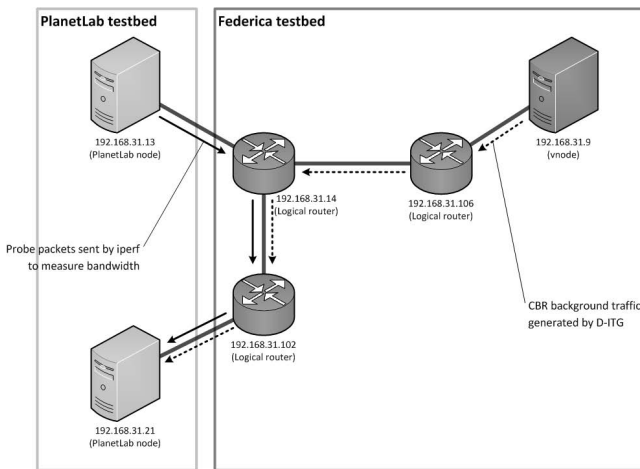 PlanetLab testbed
Federica testbed
192.168.31.13
(PlanetLab node)
192.168.31.9
(vnode)
192.168.31.14
(Logical router)
192.168.31.106
(Logical router)
Probe packets sent by iperf
to measure bandwidth
CBR background traffic
generated by D-ITG
192.168.31.102
(Logical router)
192.168.31.21
(PlanetLab node)